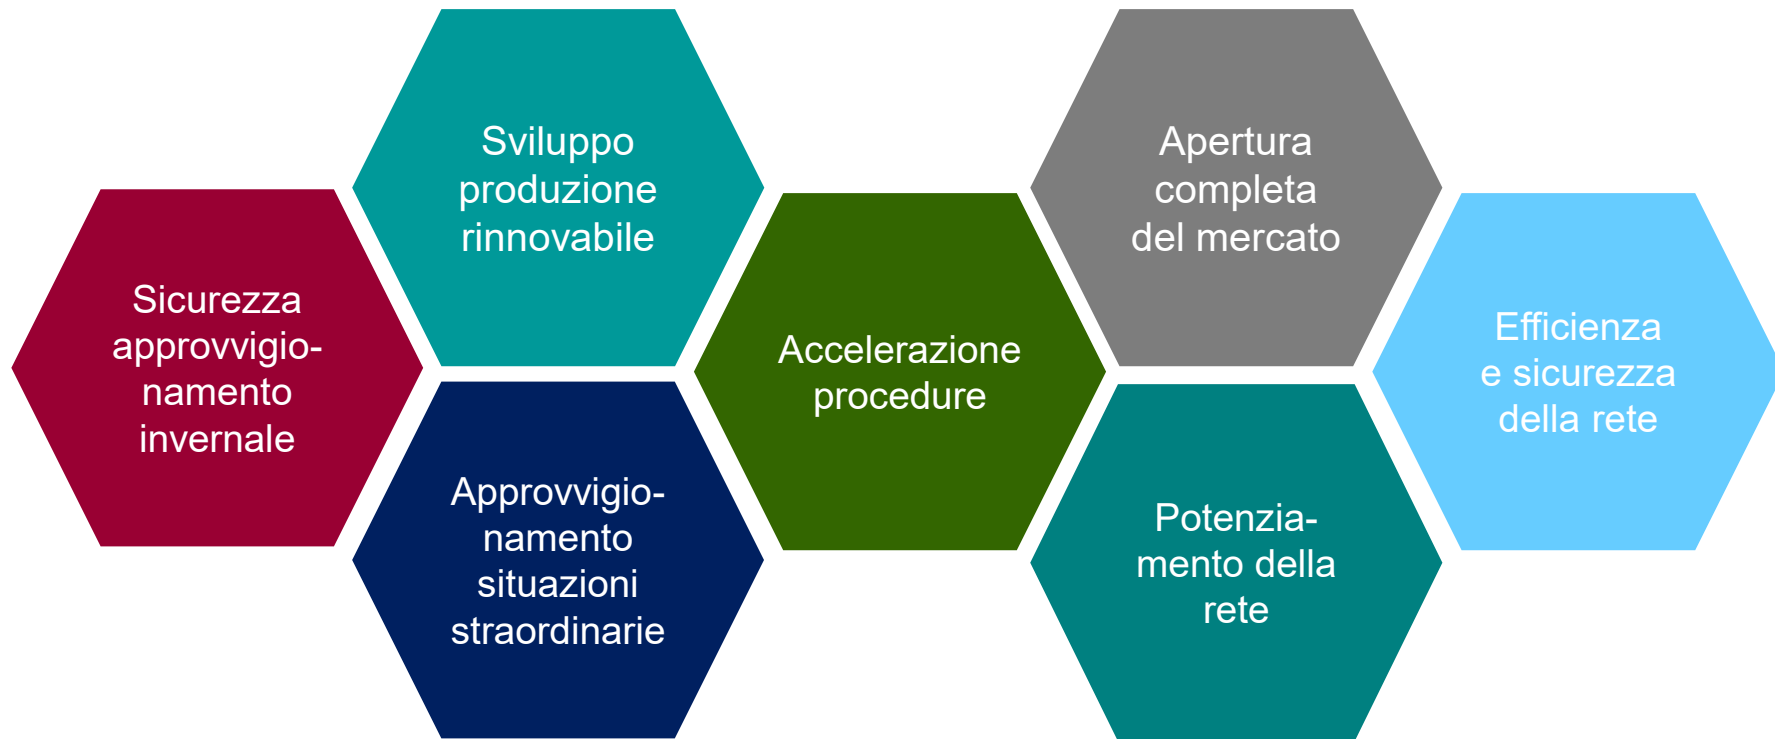 Sviluppo
produzione
rinnovabile
Apertura
completa
del mercato
Sicurezza
approvvigio-
namento
invernale
Accelerazione
procedure
Efficienza
e sicurezza
della rete
Approvvigio-
namento
situazioni
straordinarie
Potenzia-
mento della
rete